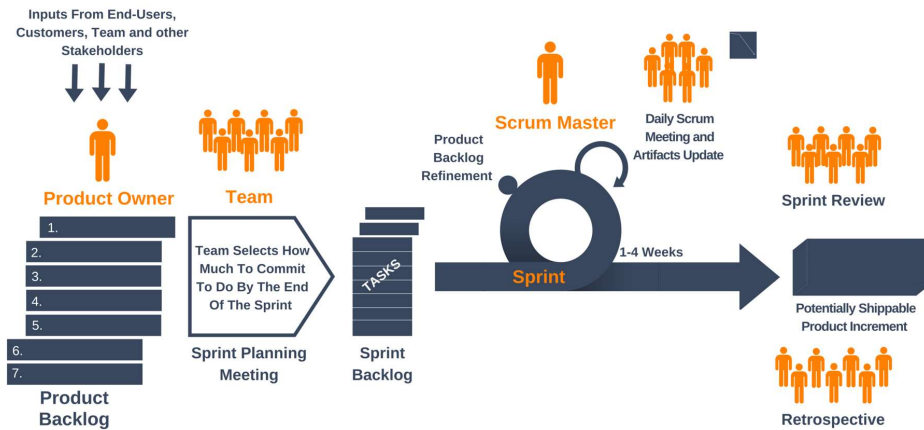 Inputs From End-Users,
Customers, Team and other
Stakeholders
Product Owner
Team
1.
2.
3.
4.
5.
6.
7.
Product
Backlog
Team Selects How
Much To Commit
To Do By The End
Of The Sprint
Sprint Planning
Meeting
TASKS
Sprint
Backlog
Scrum Master
Product
Backlog
Refinement
Daily Scrum
Meeting and
Artifacts Update
1-4 Weeks
Sprint
Sprint Review
Potentially Shippable
Product Increment
Retrospective